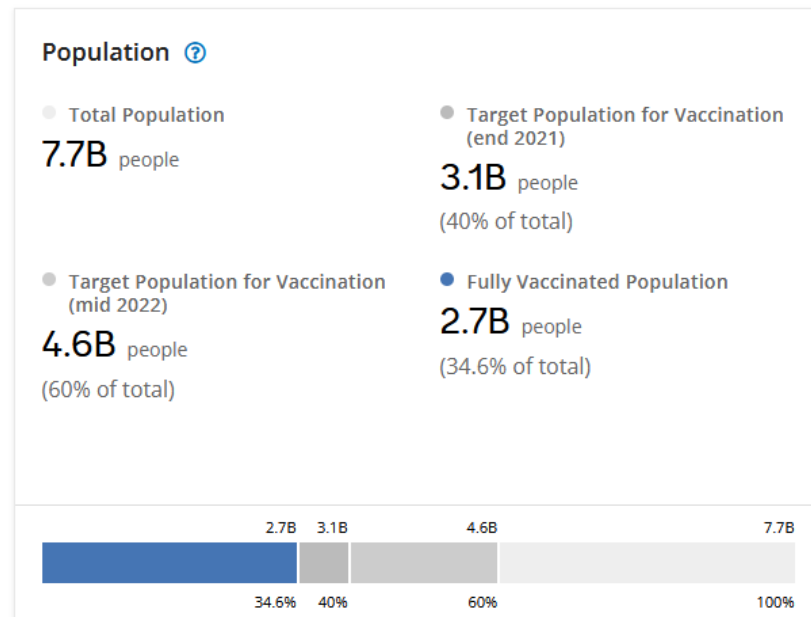 Population ?
Total Population
7.7B people
Target Population for Vaccination
(end 2021)
3.1B people
(40% of total)
Target Population for Vaccination
(mid 2022)
4.6B people
(60% of total)
Fully Vaccinated Population
2.7B people
(34.6% of total)
2.7B 3.1B 4.6B 7.7B
34.6% 40% 60% 100%